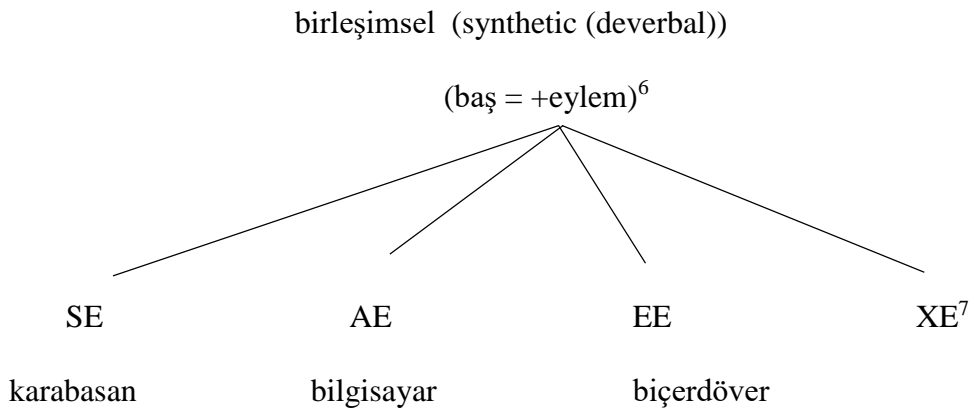 birleşimsel (synthetic (deverbal))
(baş = +eylem)⁶
SE AE EE XE⁷
karabasan bilgisayar biçerdöver